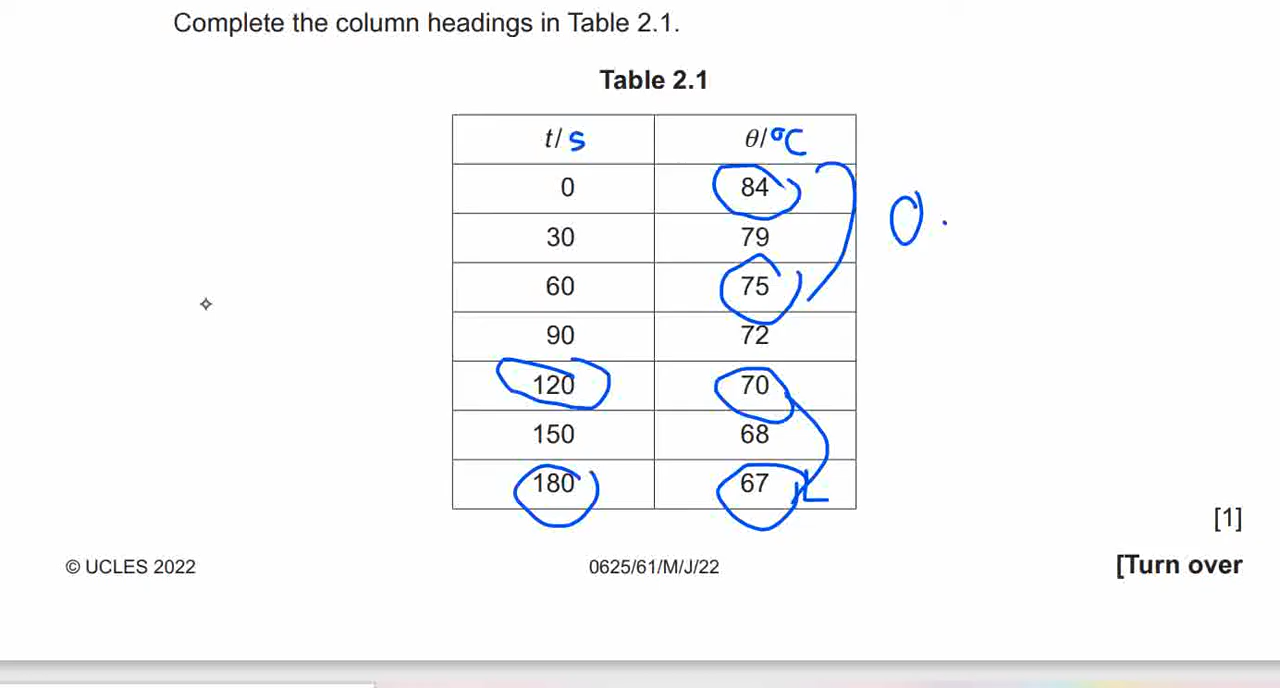 Complete the column headings in Table 2.1.
Table 2.1
t/ s θ/°C
0 84
30 79
60 75
90 72
120 70
150 68
180 67
0.
[1]
© UCLES 2022 0625/61/M/J/22 [Turn over